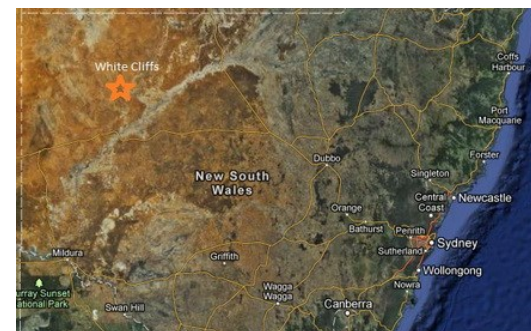 White Cliffs
Coffs
Harbour
Port
Macquarie
Dubbo
Forster
Singleton
New South
Wales
Central
Coast
Newcastle
Orange
Bathurst
Penrith
Sydney
Sutherland
Mildura
Griffith
Wollongong
Nowra
Wagga
Wagga
urray Sunset
National Park
Swan Hill
Canberra